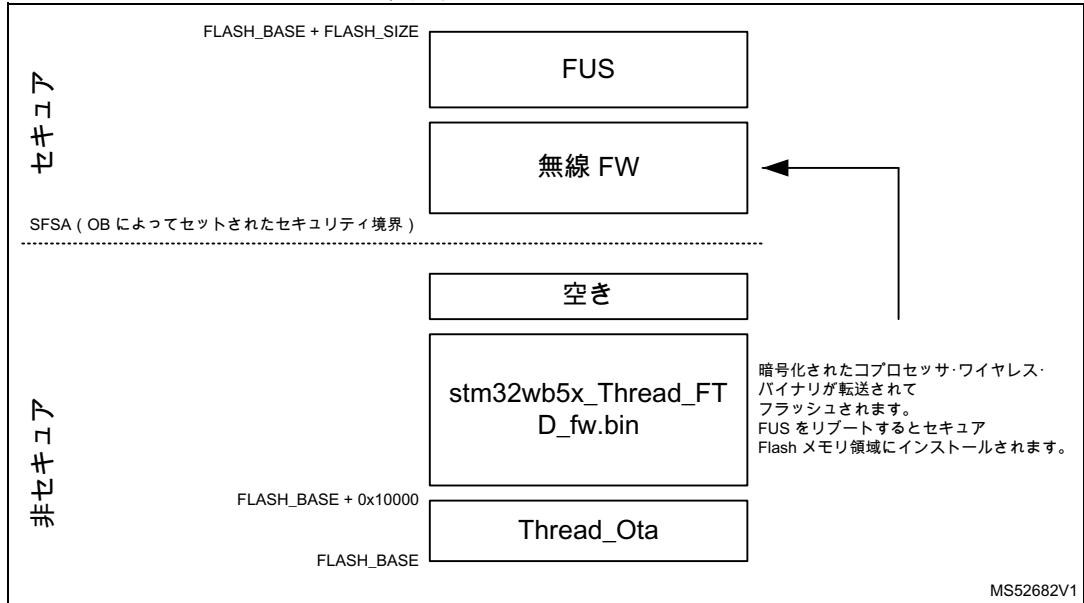 FLASH_BASE + FLASH_SIZE
セキュア
FUS
無線 FW
SFSA ( OB によってセットされたセキュリティ境界 )
非セキュア
空き
stm32wb5x_Thread_FT
D_fw.bin
暗号化されたコプロセッサ･ワイヤレス･
バイナリが転送されて
フラッシュされます。
FUS をリブートするとセキュア
Flash メモリ領域にインストールされます。
FLASH_BASE + 0x10000
Thread_Ota
FLASH_BASE
MS52682V1